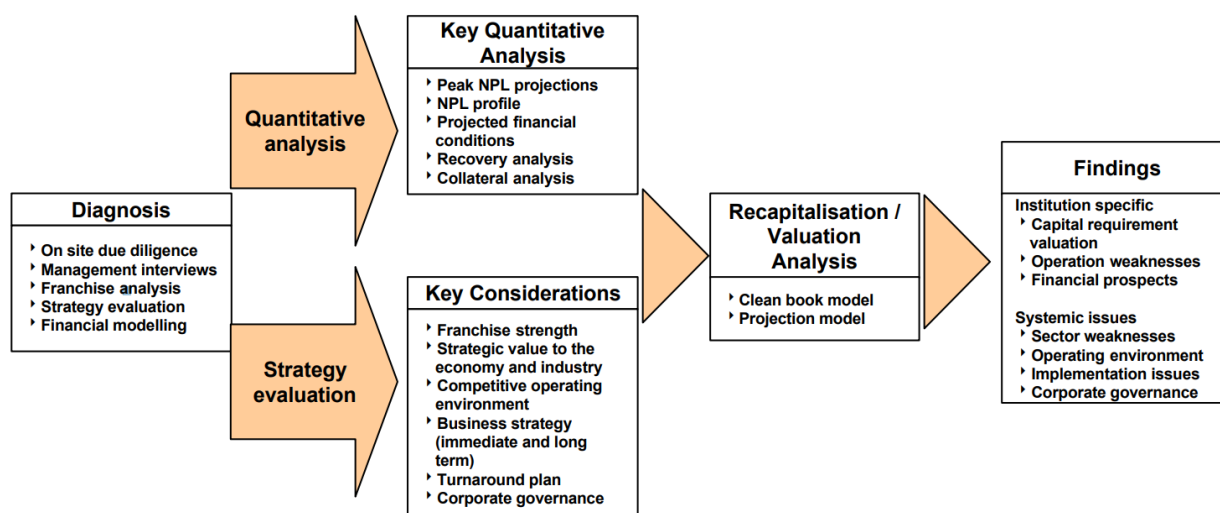 Diagnosis
On site due diligence
Management interviews
Franchise analysis
Strategy evaluation
Financial modelling
Quantitative
analysis
Strategy
evaluation
Key Quantitative
Analysis
Peak NPL projections
NPL profile
Projected financial
conditions
Recovery analysis
Collateral analysis
Key Considerations
Franchise strength
Strategic value to the
economy and industry
Competitive operating
environment
Business strategy
(immediate and long
term)
Turnaround plan
Corporate governance
Recapitalisation /
Valuation
Analysis
Clean book model
Projection model
Findings
Institution specific
Capital requirement
valuation
Operation weaknesses
Financial prospects
Systemic issues
Sector weaknesses
Operating environment
Implementation issues
Corporate governance